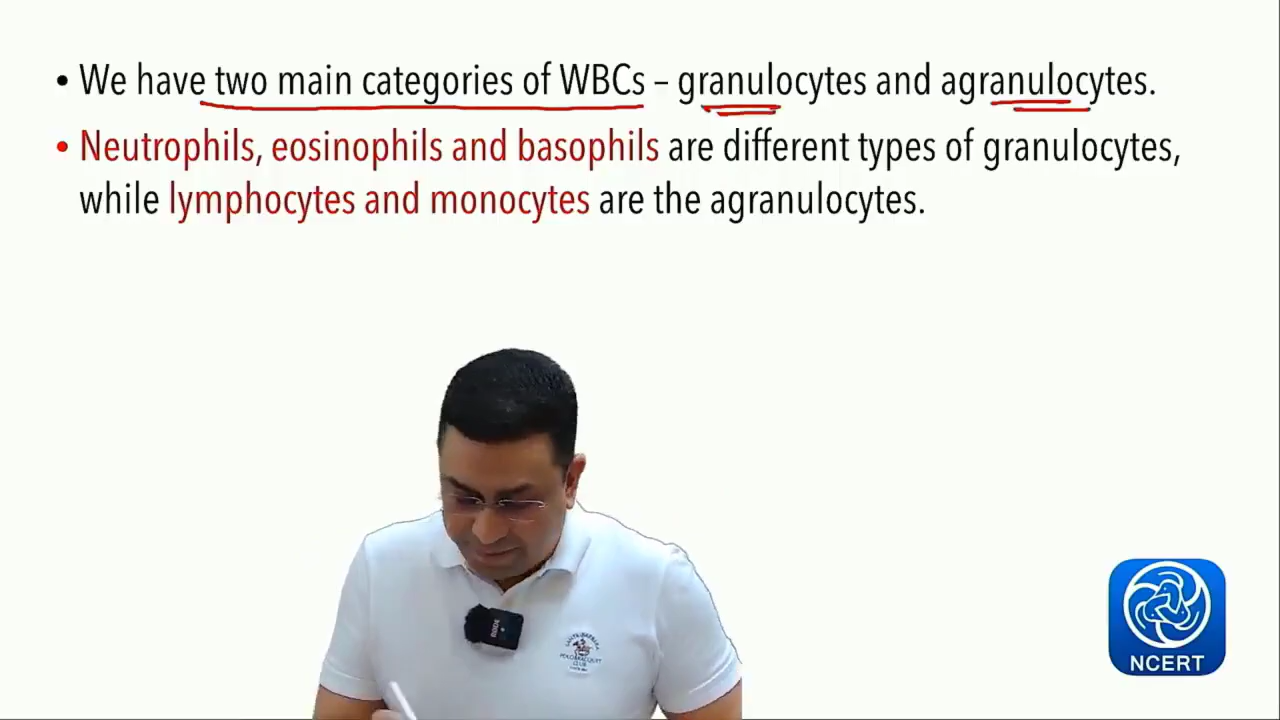 • We have two main categories of WBCs – granulocytes and agranulocytes.
• Neutrophils, eosinophils and basophils are different types of granulocytes,
while lymphocytes and monocytes are the agranulocytes.
RODE
NCERT